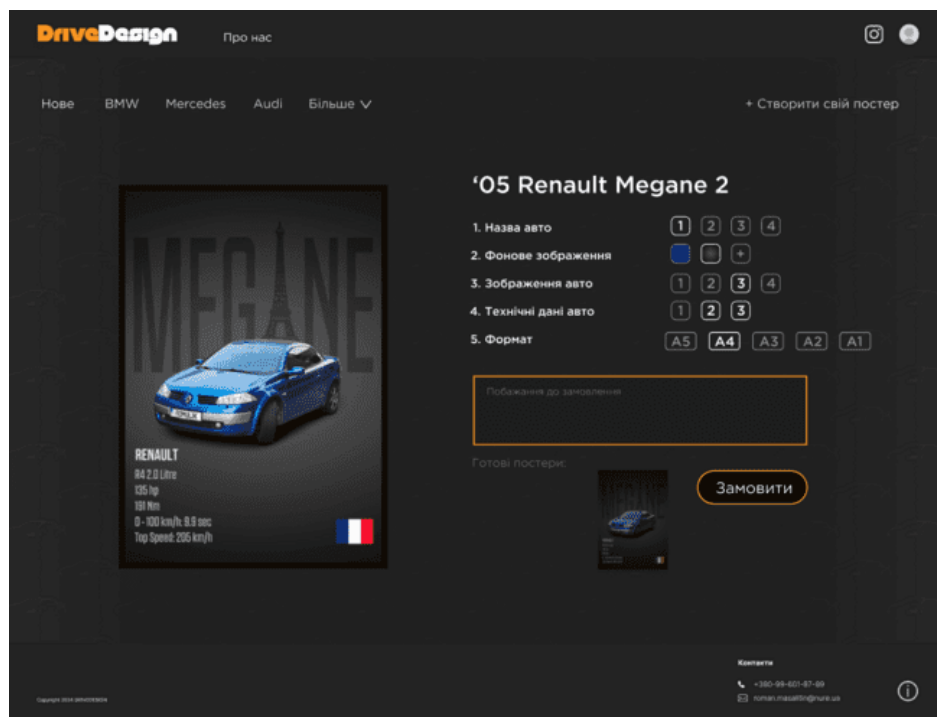 DriveDesign
Про нас
Нове BMW Mercedes Audi Більше
+ Створити свій постер
MEGANE
RENAULT
R4 2.0 Litre
135 hp
191 Nm
0 - 100 km/h: 9.9 sec
Top Speed: 205 km/h
‘05 Renault Megane 2
1. Назва авто 1 2 3 4
2. Фонове зображення +
3. Зображення авто 1 2 3 4
4. Технічні дані авто 1 2 3
5. Формат A5 A4 A3 A2 A1
Побажання до замовлення
Готові постери:
Замовити
Контакти
+380-99-601-87-89
Copyright 2024 DRIVEDESIGN